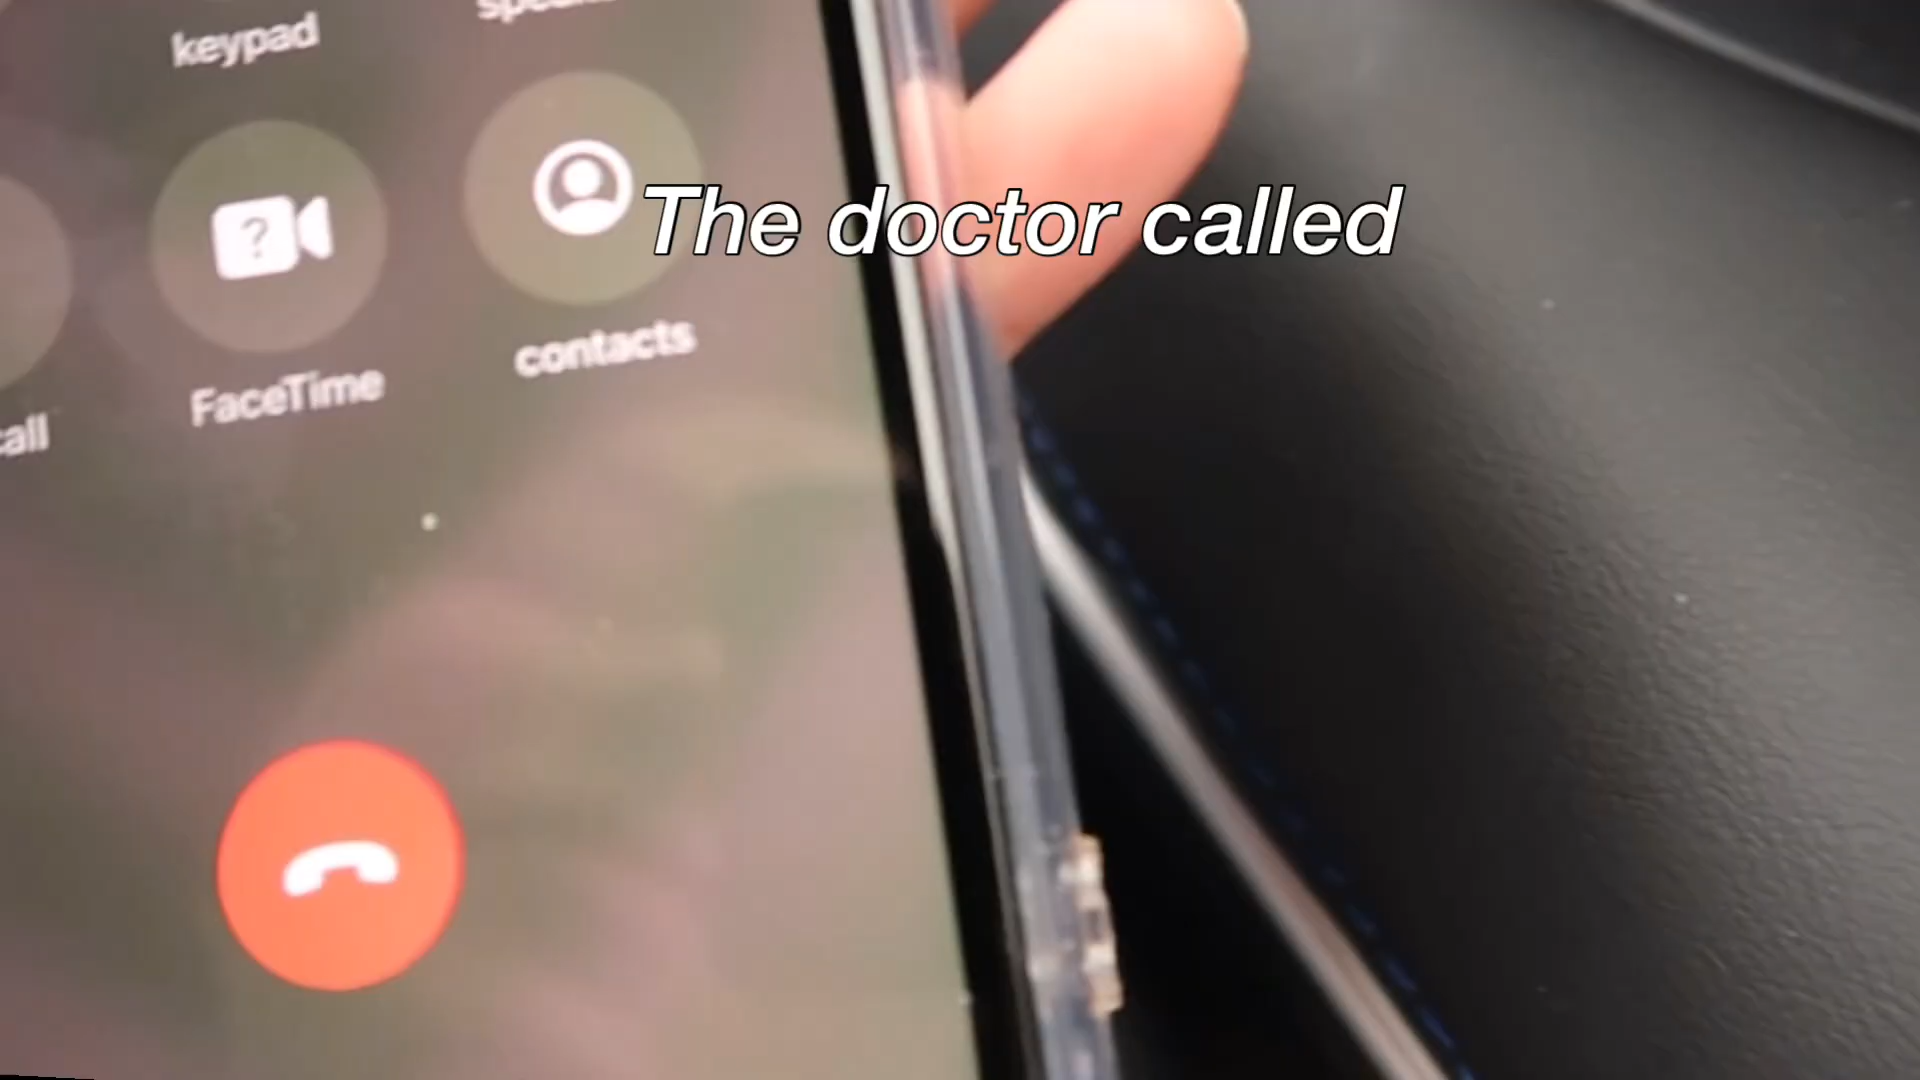 keypad
The doctor called
contacts
FaceTime